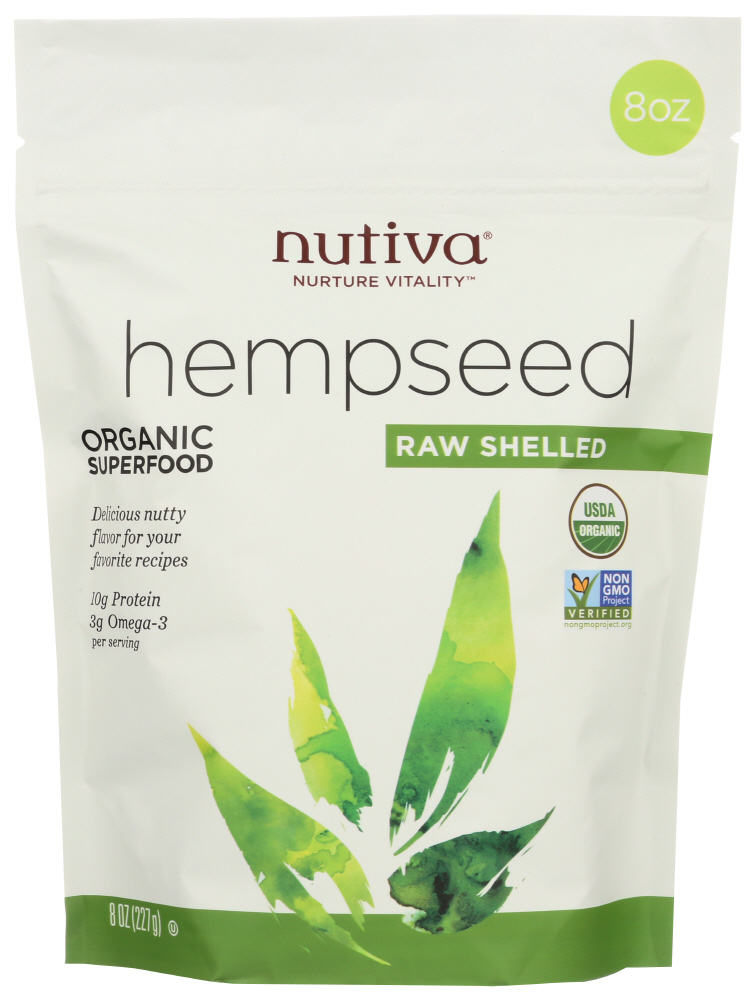 8oz
nutiva®
NURTURE VITALITY™
hempseed
ORGANIC
SUPERFOOD
RAW SHELLED
Delicious nutty
flavor for your
favorite recipes
10g Protein
3g Omega-3
per serving
USDA
ORGANIC
NON
GMO
Project
VERIFIED
nongmoproject.org
8 OZ (227g) U